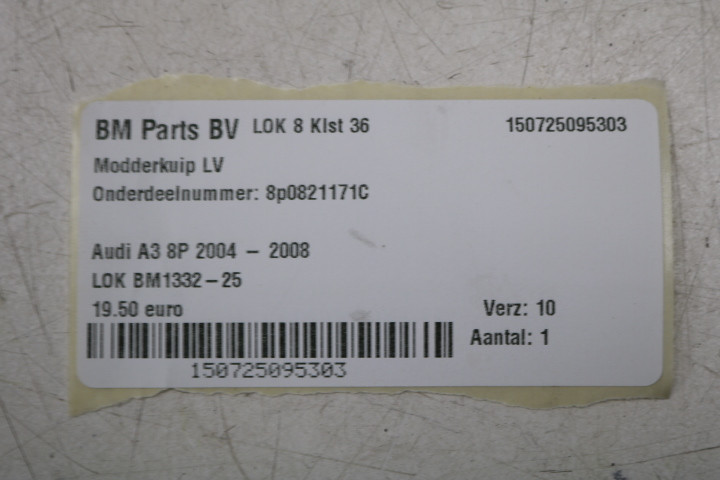 BM Parts BV LOK 8 Klst 36 150725095303
Modderkuip LV
Onderdeelnummer: 8p0821171C
Audi A3 8P 2004 - 2008
LOK BM1332-25
19.50 euro Verz: 10
Aantal: 1
150725095303